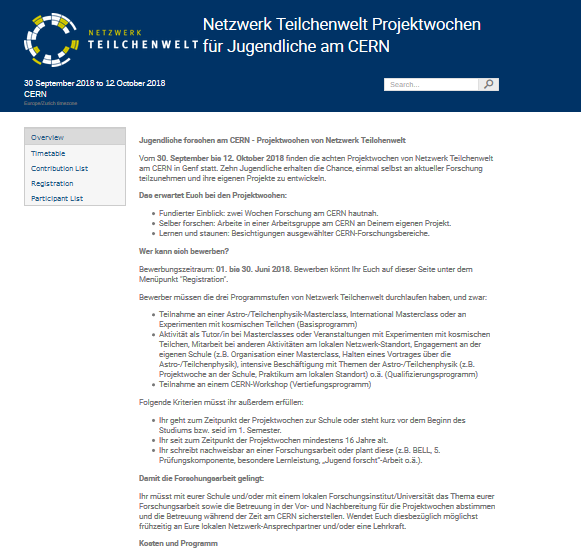 NETZWERK
TEILCHENWELT
Netzwerk Teilchenwelt Projektwochen
für Jugendliche am CERN
30 September 2018 to 12 October 2018
CERN
Europe/Zurich timezone
Search...
Overview
Timetable
Contribution List
Registration
Participant List
Jugendliche forschen am CERN - Projektwochen von Netzwerk Teilchenwelt
Vom 30. September bis 12. Oktober 2018 finden die achten Projektwochen von Netzwerk Teilchenwelt
am CERN in Genf statt. Zehn Jugendliche erhalten die Chance, einmal selbst an aktueller Forschung
teilzunehmen und ihre eigenen Projekte zu entwickeln.
Das erwartet Euch bei den Projektwochen:
Fundierter Einblick: zwei Wochen Forschung am CERN hautnah.
Selber forschen: Arbeite in einer Arbeitsgruppe am CERN an Deinem eigenen Projekt.
Lernen und staunen: Besichtigungen ausgewählter CERN-Forschungsbereiche.
Wer kann sich bewerben?
Bewerbungszeitraum: 01. bis 30. Juni 2018. Bewerben könnt Ihr Euch auf dieser Seite unter dem
Menüpunkt "Registration".
Bewerber müssen die drei Programmstufen von Netzwerk Teilchenwelt durchlaufen haben, und zwar:
Teilnahme an einer Astro-/Teilchenphysik-Masterclass, International Masterclass oder an
Experimenten mit kosmischen Teilchen (Basisprogramm)
Aktivität als Tutor/in bei Masterclasses oder Veranstaltungen mit Experimenten mit kosmischen
Teilchen, Mitarbeit bei anderen Aktivitäten am lokalen Netzwerk-Standort, Engagement an der
eigenen Schule (z.B. Organisation einer Masterclass, Halten eines Vortrages über die
Astro-/Teilchenphysik), intensive Beschäftigung mit Themen der Astro-/Teilchenphysik (z.B.
Projektwoche an der Schule, Praktikum am lokalen Standort) o.ä. (Qualifizierungsprogramm)
Teilnahme an einem CERN-Workshop (Vertiefungsprogramm)
Folgende Kriterien müsst ihr außerdem erfüllen:
Ihr geht zum Zeitpunkt der Projektwochen zur Schule oder steht kurz vor dem Beginn des
Studiums bzw. seid im 1. Semester.
Ihr seit zum Zeitpunkt der Projektwochen mindestens 16 Jahre alt.
Ihr schreibt nachweisbar an einer Forschungsarbeit oder plant diese (z.B. BELL, 5.
Prüfungskomponente, besondere Lernleistung, „Jugend forscht“-Arbeit o.ä.).
Damit die Forschungsarbeit gelingt:
Ihr müsst mit eurer Schule und/oder mit einem lokalen Forschungsinstitut/Universität das Thema eurer
Forschungsarbeit sowie die Betreuung in der Vor- und Nachbereitung für die Projektwochen abstimmen
und die Betreuung während der Zeit am CERN sicherstellen. Wendet Euch diesbezüglich möglichst
frühzeitig an Eure lokalen Netzwerk-Ansprechpartner und/oder eine Lehrkraft.
Kosten und Programm